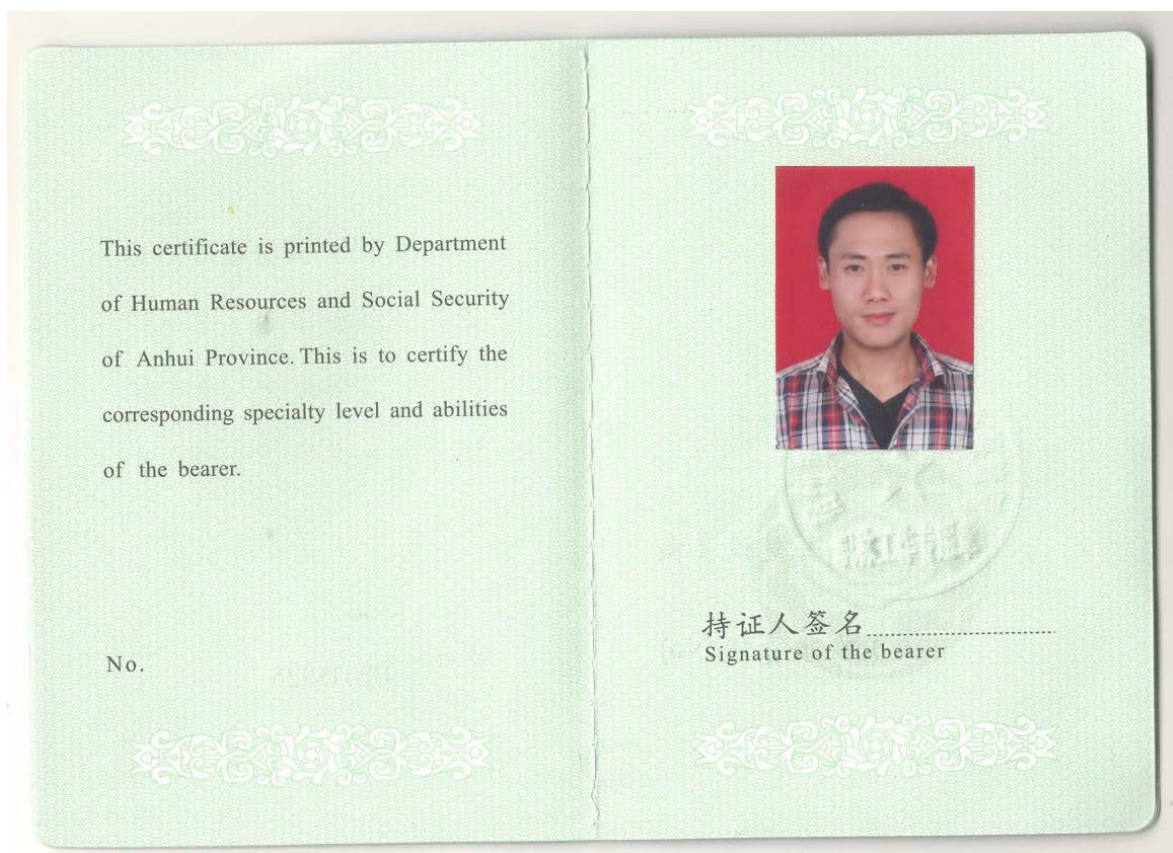 This certificate is printed by Department
of Human Resources and Social Security
of Anhui Province. This is to certify the
corresponding specialty level and abilities
of the bearer.
No.
持证人签名
Signature of the bearer